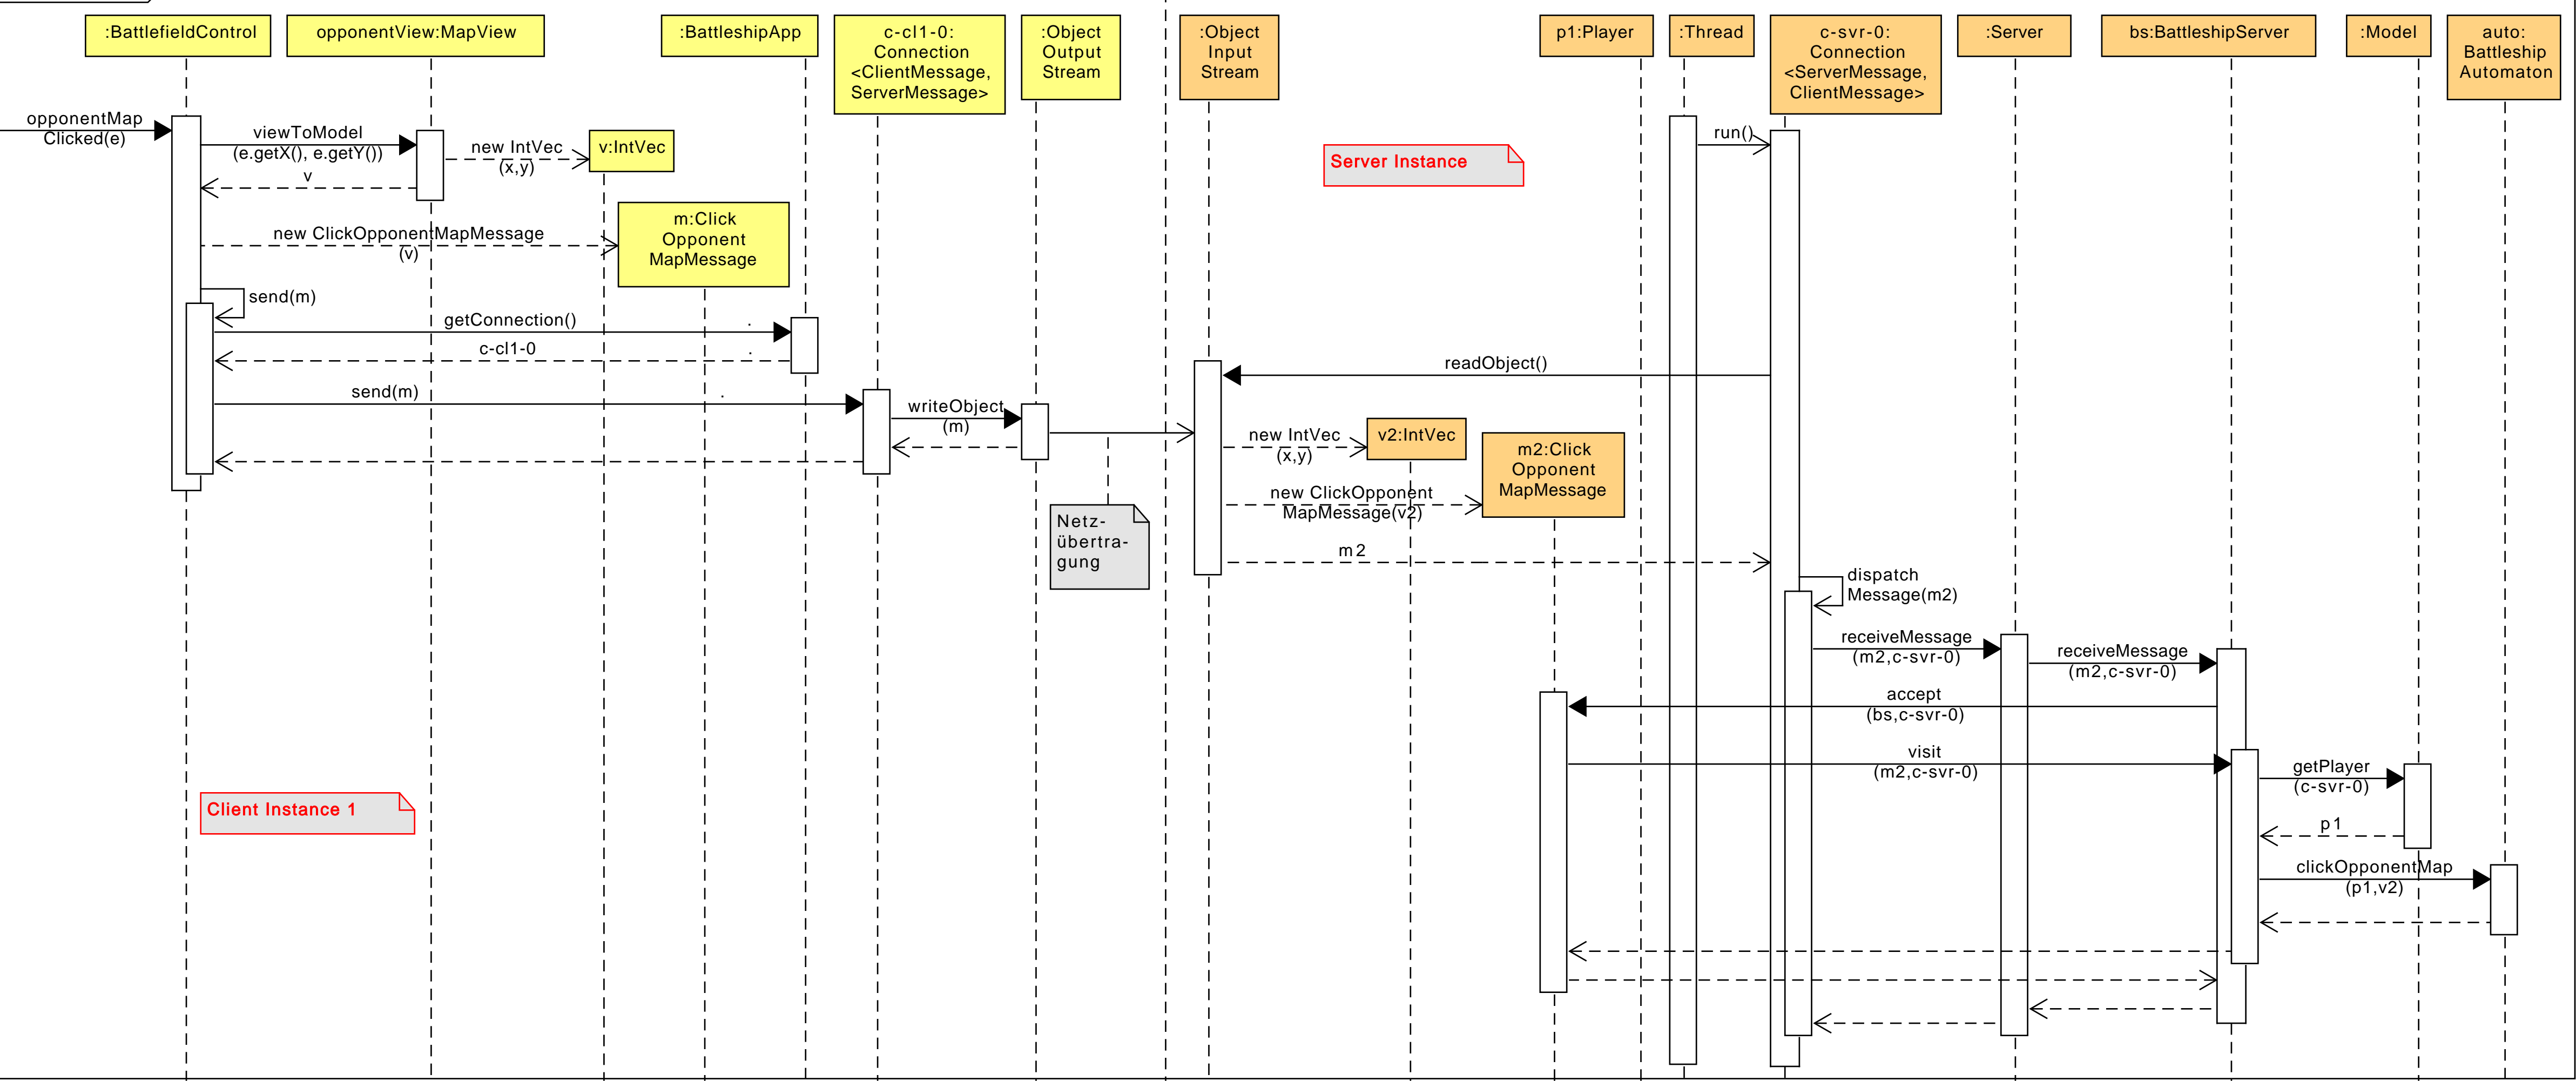 :BattlefieldControl
opponentView:MapView
:BattleshipApp
c-cl1-0:
Connection
<ClientMessage,
ServerMessage>
:Object
Output
Stream
:Object
Input
Stream
p1:Player
:Thread
c-svr-0:
Connection
<ServerMessage,
ClientMessage>
:Server
bs:BattleshipServer
:Model
auto:
Battleship
Automaton
opponentMap
Clicked(e)
viewToModel
(e.getX(), e.getY())
v
new IntVec
(x,y)
v:IntVec
run()
Server Instance
new ClickOpponentMapMessage
(v)
m:Click
Opponent
MapMessage
send(m)
getConnection()
c-cl1-0
send(m)
writeObject
(m)
readObject()
new IntVec
(x,y)
v2:IntVec
new ClickOpponent
MapMessage(v2)
m2:Click
Opponent
MapMessage
Netz-
übertra-
gung
m2
dispatch
Message(m2)
receiveMessage
(m2,c-svr-0)
receiveMessage
(m2,c-svr-0)
accept
(bs,c-svr-0)
visit
(m2,c-svr-0)
getPlayer
(c-svr-0)
Client Instance 1
p1
clickOpponentMap
(p1,v2)